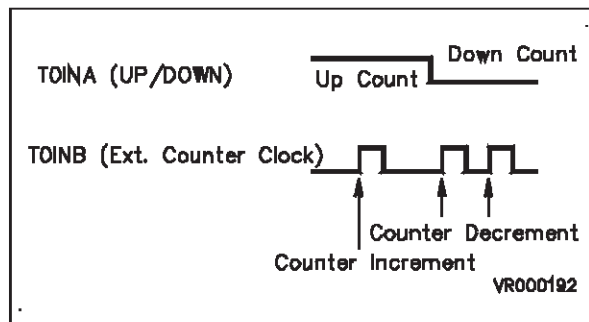 TOINA (UP/DOWN)
Down Count
Up Count
TOINB (Ext. Counter Clock)
Counter Decrement
Counter Increment
VR000192